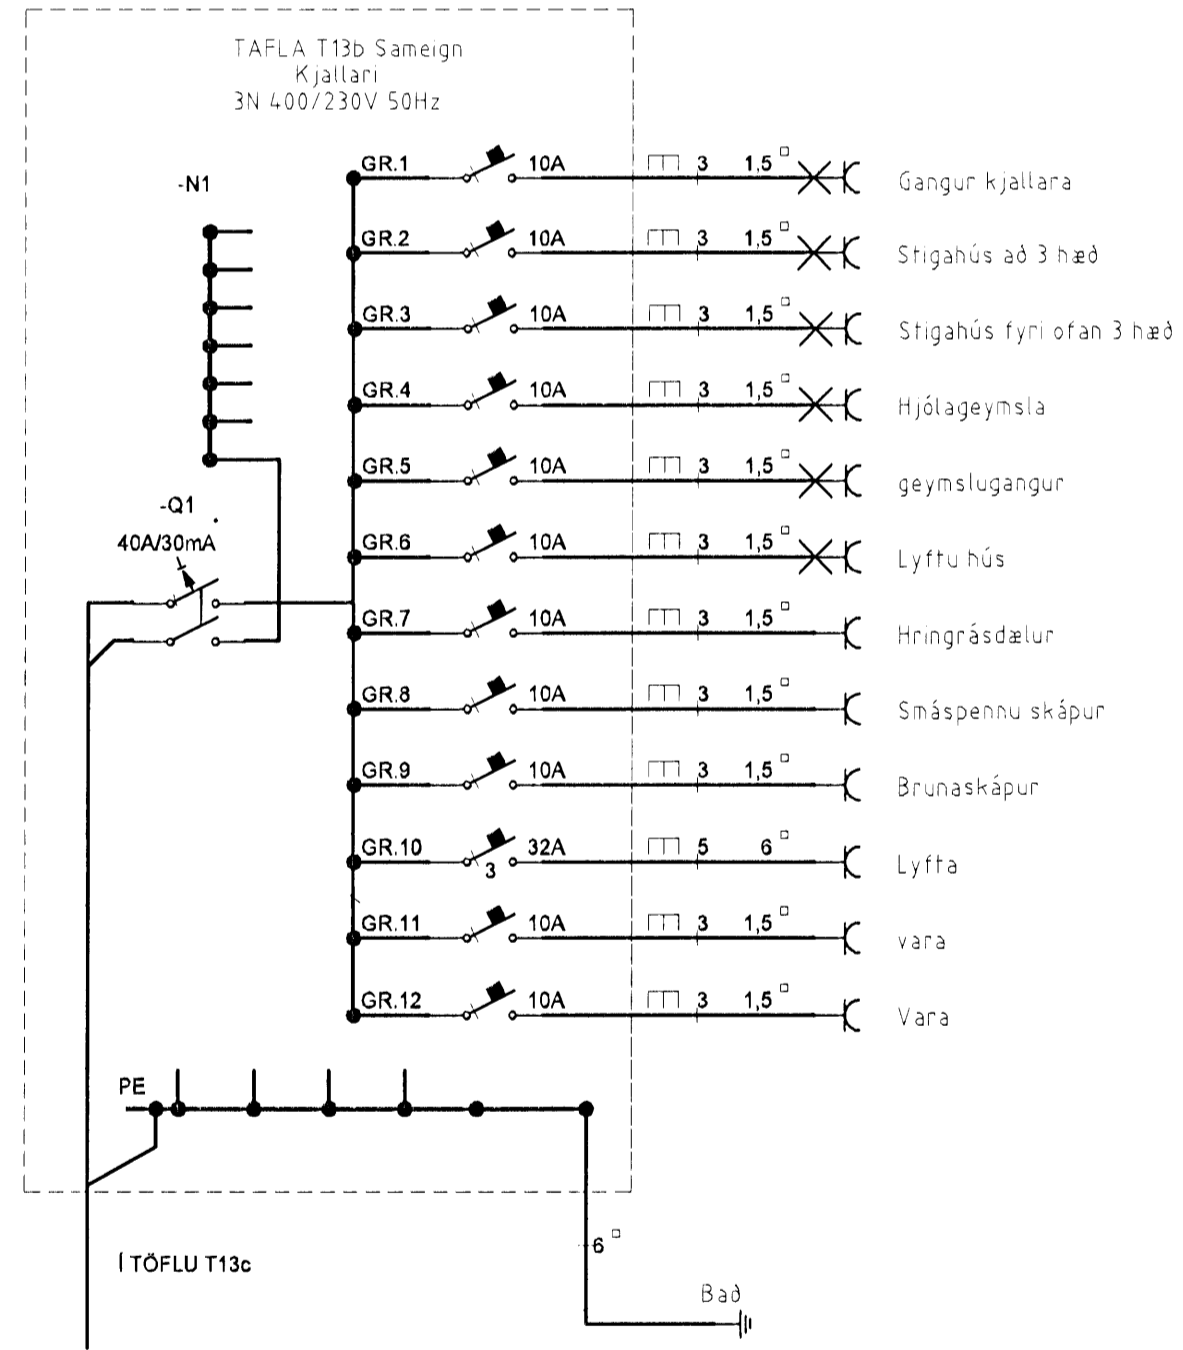 TAFLA T13b Sameign
Kjallari
3N 400/230V 50Hz
-N1
GR.1 10A 3 1,5 Gangur kjallara
GR.2 10A 3 1,5 Stigahús að 3 hæð
GR.3 10A 3 1,5 Stigahús fyri ofan 3 hæð
GR.4 10A 3 1,5 Hjólageymsla
GR.5 10A 3 1,5 geymslugangur
-Q1
40A/30mA
GR.6 10A 3 1,5 Lyftu hús
GR.7 10A 3 1,5 Hringrásdælur
GR.8 10A 3 1,5 Smáspennu skápur
GR.9 10A 3 1,5 Brunaskápur
GR.10 3 32A 5 6 Lyfta
GR.11 10A 3 1,5 vara
GR.12 10A 3 1,5 Vara
PE
Í TÖFLU T13c
6
Bað